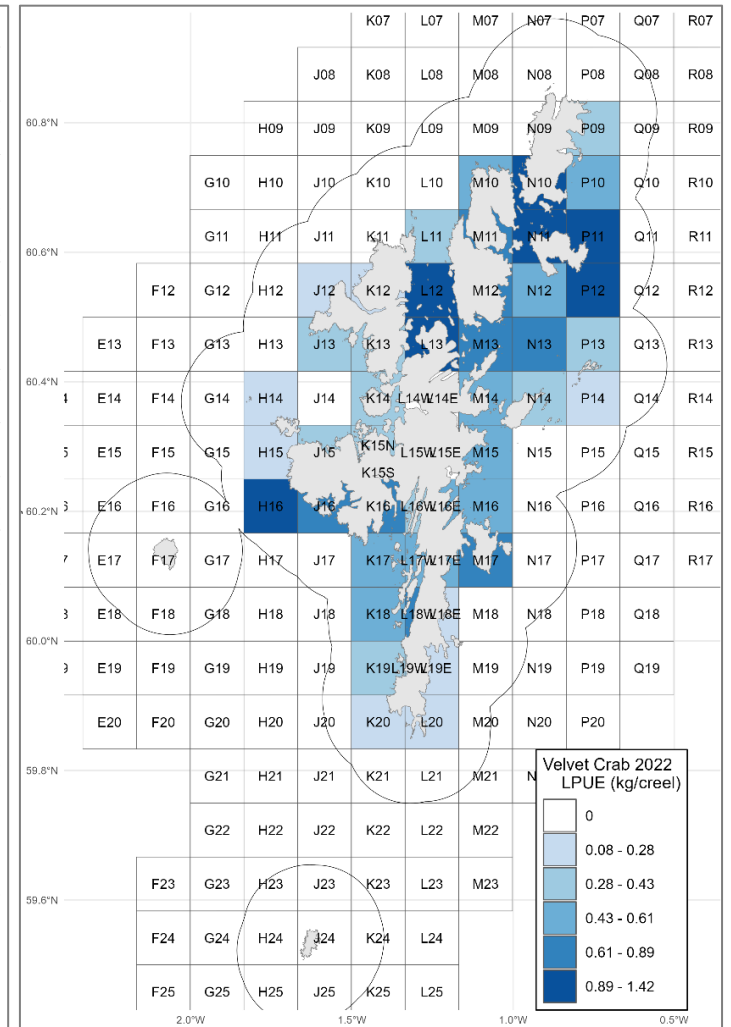 K07 L07 M07 N07 P07 Q07 R07
J08 K08 L08 M08 N08 P08 Q08 R08
60.8°N H09 J09 K09 L09 M09 N09 P09 Q09 R09
G10 H10 J10 K10 L10 M10 N10 P10 Q10 R10
60.6°N G11 H11 J11 K11 L11 M11 N11 P11 Q11 R11
F12 G12 H12 J12 K12 L12 M12 N12 P12 Q12 R12
E13 F13 G13 H13 J13 K13 L13 M13 N13 P13 Q13 R13
60.4°N
4 E14 F14 G14 H14 J14 K14 L14W L14E M14 N14 P14 Q14 R14
5 E15 F15 G15 H15 J15 K15N L15W L15E M15 N15 P15 Q15 R15
K15S
6 E16 F16 G16 H16 J16 K16 L16W L16E M16 N16 P16 Q16 R16
60.2°N
7 E17 F17 G17 H17 J17 K17 L17W L17E M17 N17 P17 Q17 R17
8 E18 F18 G18 H18 J18 K18 L18W L18E M18 N18 P18 Q18
60.0°N
9 E19 F19 G19 H19 J19 K19 L19W L19E M19 N19 P19 Q19
E20 F20 G20 H20 J20 K20 L20 M20 N20 P20
59.8°N G21 H21 J21 K21 L21 M21 N
G22 H22 J22 K22 L22 M22
F23 G23 H23 J23 K23 L23 M23
59.6°N
F24 G24 H24 J24 K24 L24
F25 G25 H25 J25 K25 L25
2.0°W 1.5°W 1.0°W 0.5°W
Velvet Crab 2022
LPUE (kg/creel)
0
0.08 - 0.28
0.28 - 0.43
0.43 - 0.61
0.61 - 0.89
0.89 - 1.42